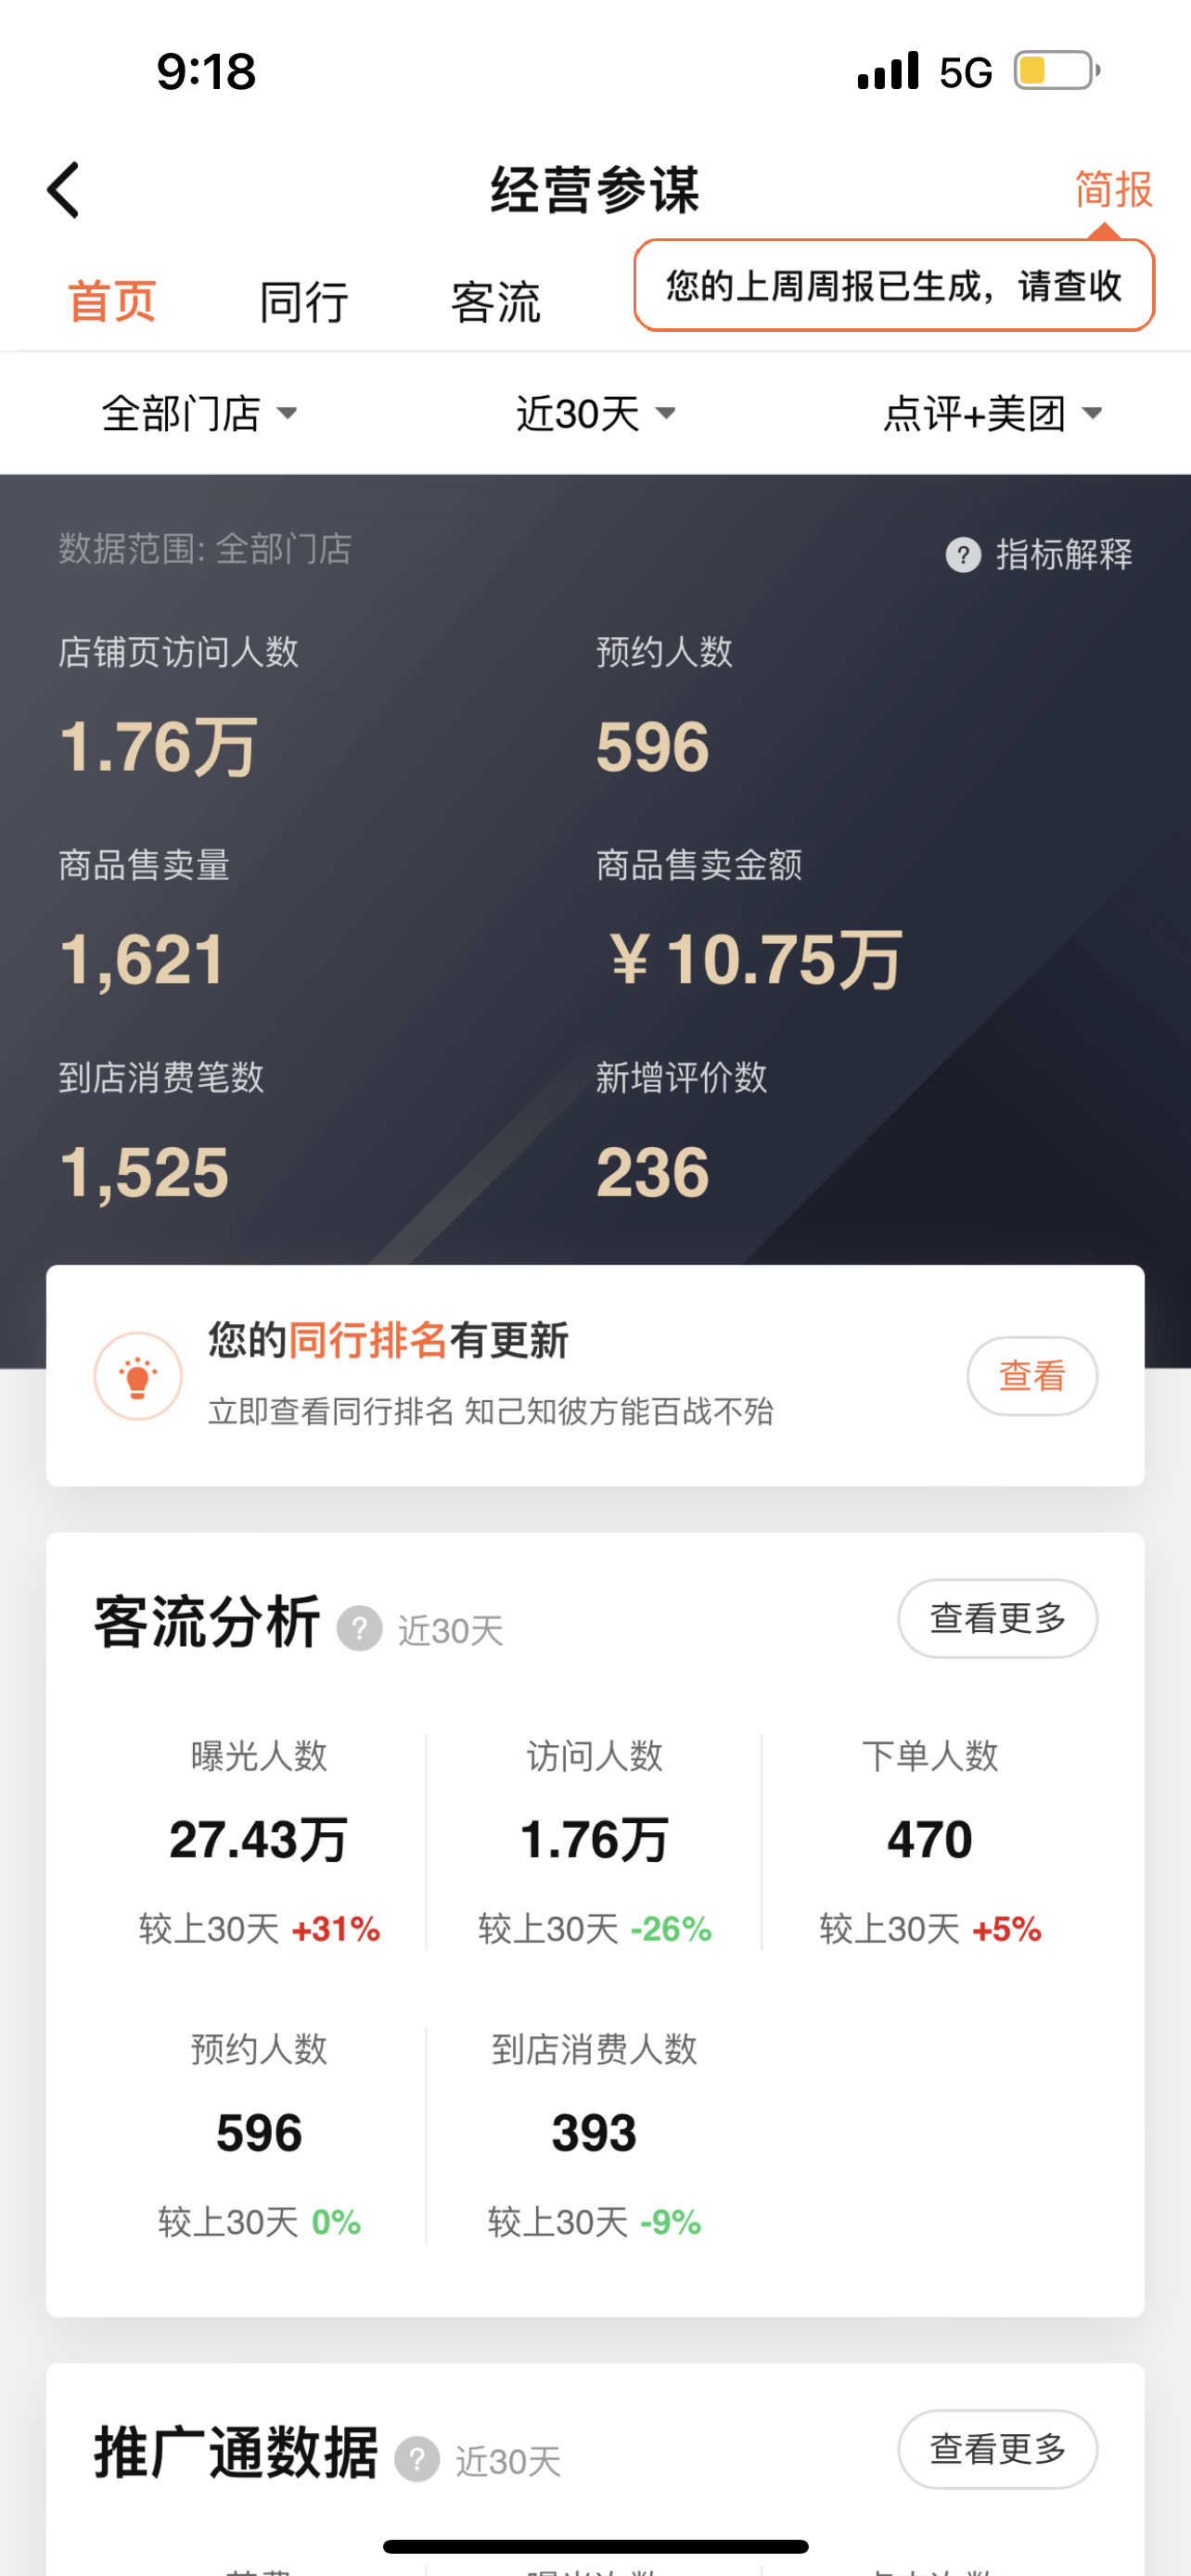 9:18
5G
经营参谋
简报
您的上周周报已生成，请查收
首页 同行 客流
全部门店 近30天 点评+美团
数据范围: 全部门店
? 指标解释
店铺页访问人数 预约人数
1.76万 596
商品售卖量 商品售卖金额
1,621 ￥10.75万
到店消费笔数 新增评价数
1,525 236
您的同行排名有更新
立即查看同行排名 知己知彼方能百战不殆
查看
客流分析 ? 近30天 查看更多
曝光人数 访问人数 下单人数
27.43万 1.76万 470
较上30天 +31% 较上30天 -26% 较上30天 +5%
预约人数 到店消费人数
596 393
较上30天 0% 较上30天 -9%
推广通数据 ? 近30天 查看更多